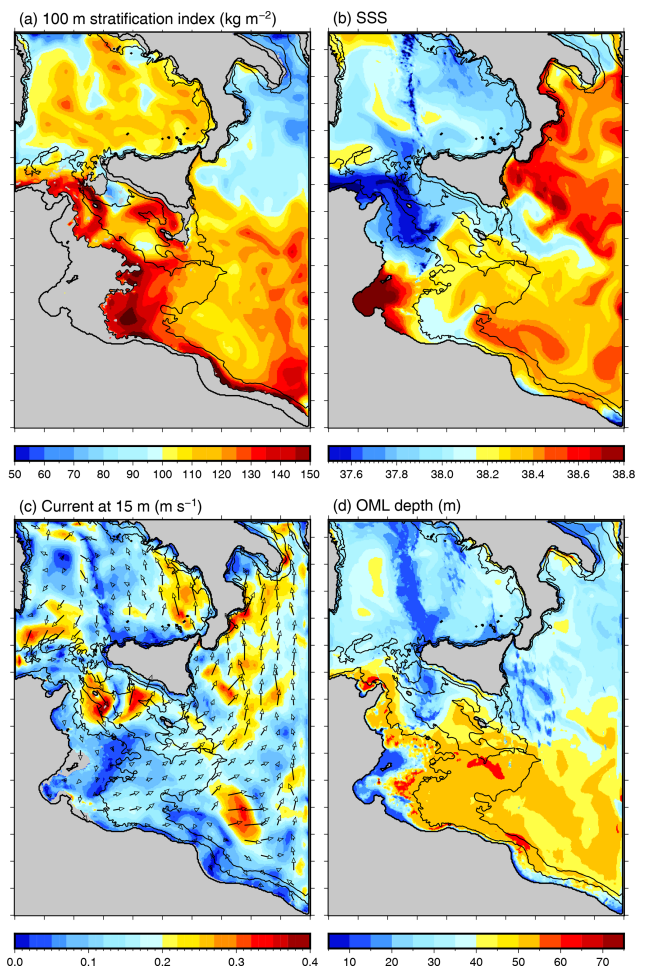 (a) 100 m stratification index (kg m⁻²)
(b) SSS
50 60 70 80 90 100 110 120 130 140 150
37.6 37.8 38.0 38.2 38.4 38.6 38.8
(c) Current at 15 m (m s⁻¹)
(d) OML depth (m)
0.0 0.1 0.2 0.3 0.4
10 20 30 40 50 60 70